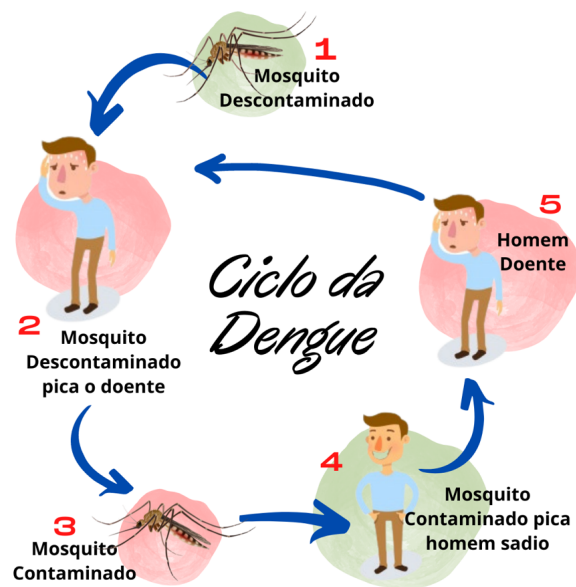 1
Mosquito
Descontaminado
2
Mosquito
Descontaminado
pica o doente
3
Mosquito
Contaminado
4
Mosquito
Contaminado pica
homem sadio
5
Homem
Doente
Ciclo da
Dengue